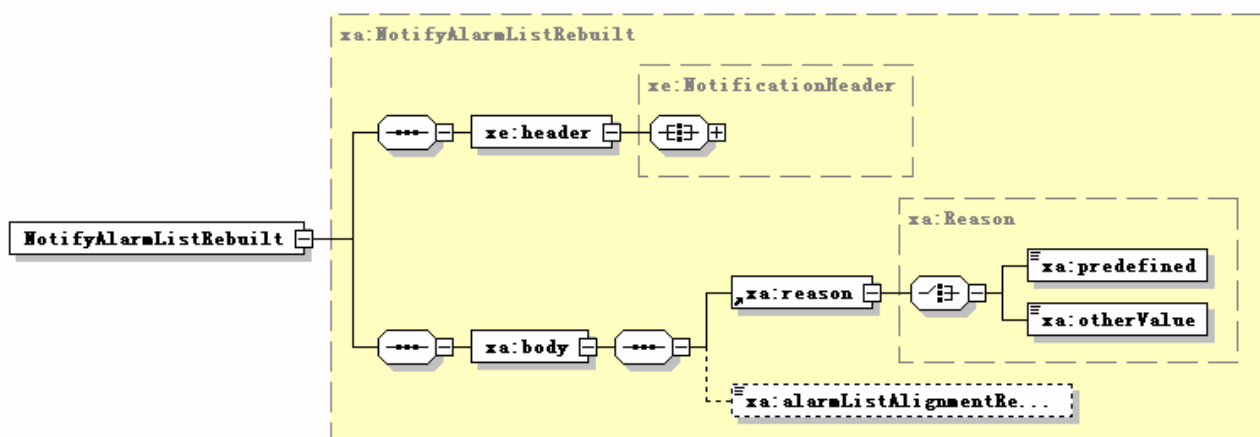 xa:NotifyAlarmListRebuilt
xe:NotificationHeader
xe:header
xa:Reason
NotifyAlarmListRebuilt
xa:predefined
xa:reason
xa:otherValue
xa:body
xa:alarmListAlignmentRe...